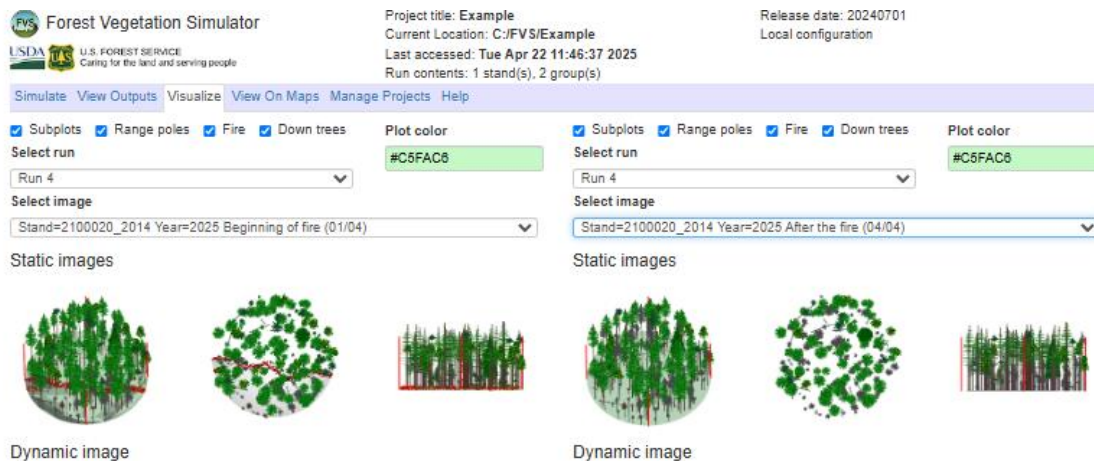 FVS Forest Vegetation Simulator
USDA UAS U.S. FOREST SERVICE
Caring for the land and serving people
Project title: Example
Current Location: C:/FVS/Example
Last accessed: Tue Apr 22 11:46:37 2025
Run contents: 1 stand(s), 2 group(s)
Release date: 20240701
Local configuration
Simulate View Outputs Visualize View On Maps Manage Projects Help
Subplots Range poles Fire Down trees
Plot color
Select run
#C5FAC6
Run 4
Select image
Stand=2100020_2014 Year=2025 Beginning of fire (01/04)
Static images
Dynamic image
Subplots Range poles Fire Down trees
Plot color
Select run
#C5FAC6
Run 4
Select image
Stand=2100020_2014 Year=2025 After the fire (04/04)
Static images
Dynamic image